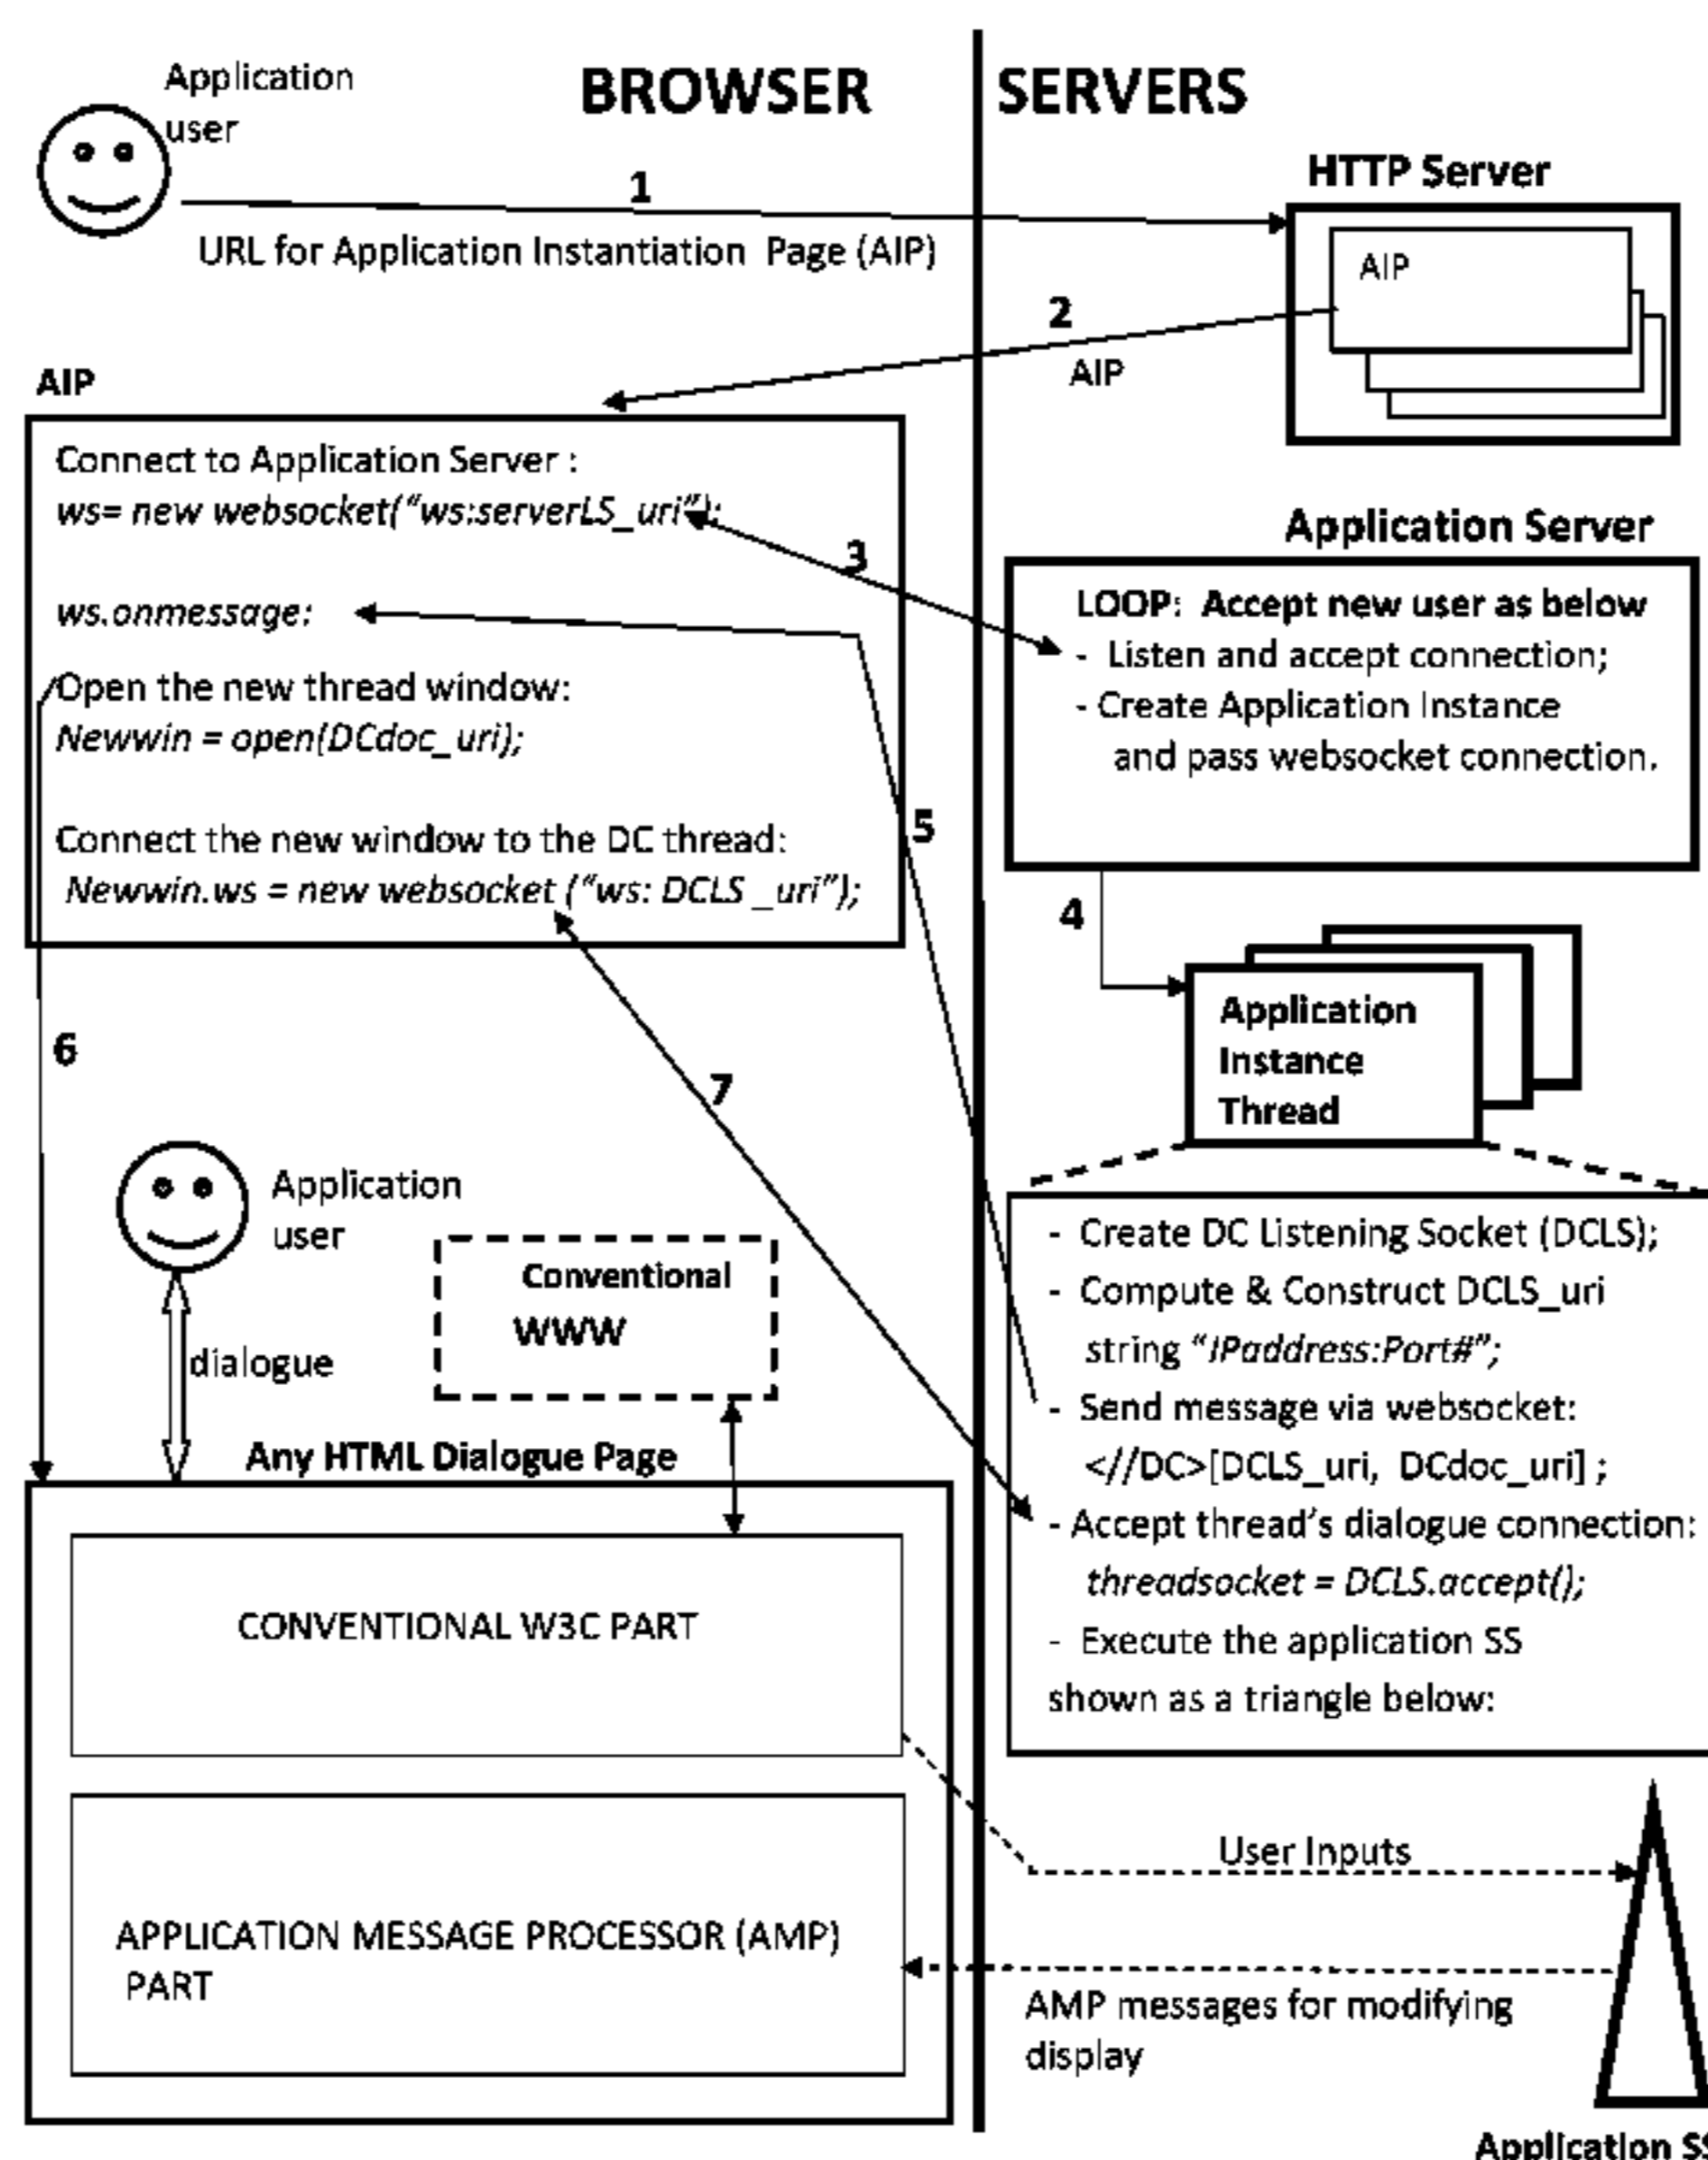 Application
user
BROWSER
SERVERS
1
URL for Application Instantiation Page (AIP)
HTTP Server
AIP
2
AIP
AIP
Connect to Application Server :
ws= new websocket("ws:serverLS_uri");
ws.onmessage:
Open the new thread window:
Newwin = open(DCdoc_uri);
Connect the new window to the DC thread:
Newwin.ws = new websocket ("ws: DCLS _uri");
3
Application Server
LOOP: Accept new user as below
- Listen and accept connection;
- Create Application Instance
and pass websocket connection.
5
4
Application
Instance
Thread
6
7
- Create DC Listening Socket (DCLS);
- Compute & Construct DCLS_uri
string "IPaddress:Port#";
- Send message via websocket:
<//DC>[DCLS_uri, DCdoc_uri] ;
- Accept thread's dialogue connection:
threadsocket = DCLS.accept();
- Execute the application SS
shown as a triangle below:
Application
user
dialogue
Conventional
WWW
Any HTML Dialogue Page
CONVENTIONAL W3C PART
APPLICATION MESSAGE PROCESSOR (AMP)
PART
User Inputs
AMP messages for modifying
display
Application SS